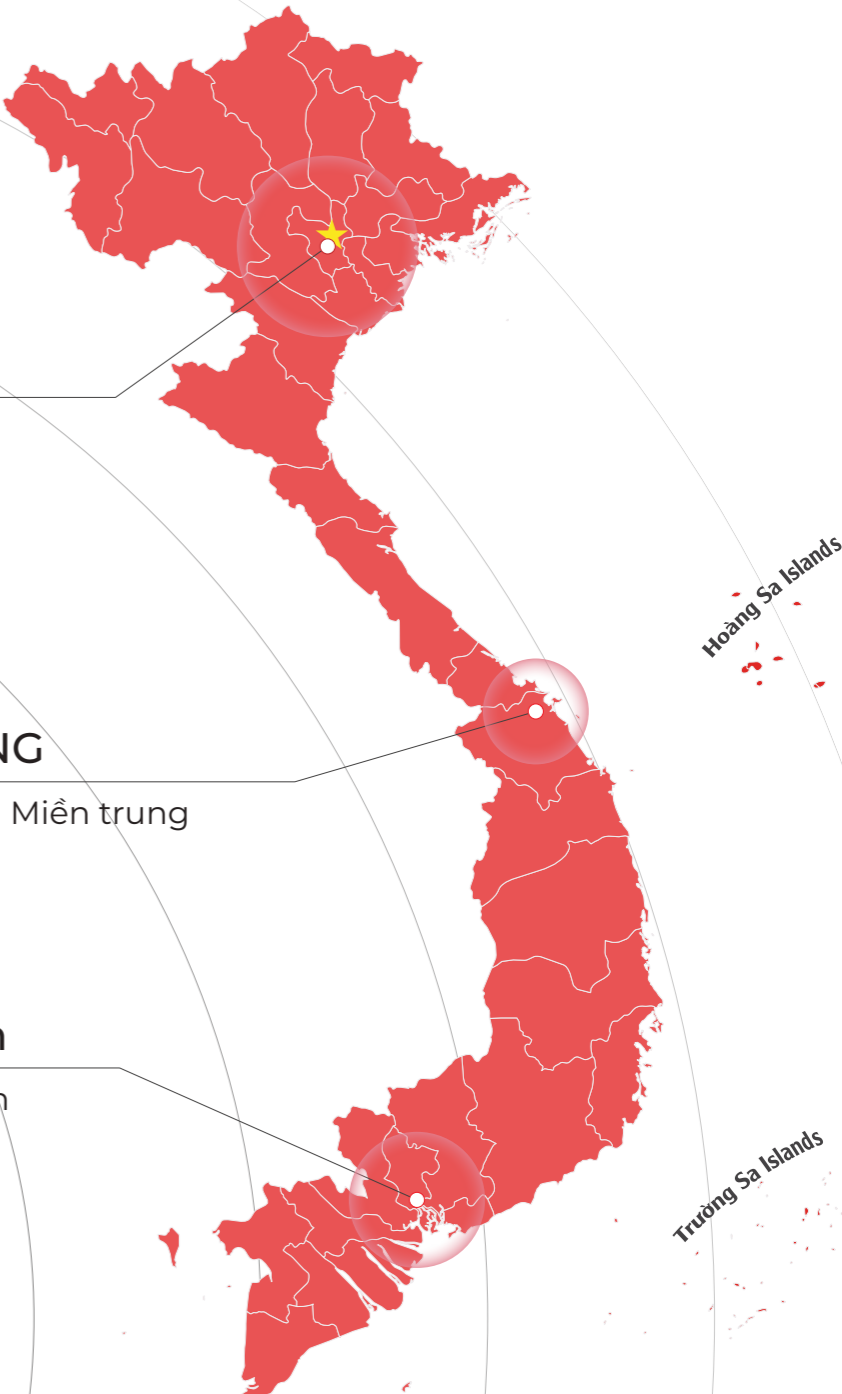 Hoàng Sa Islands
NG
Miền trung
h
n
Trường Sa Islands